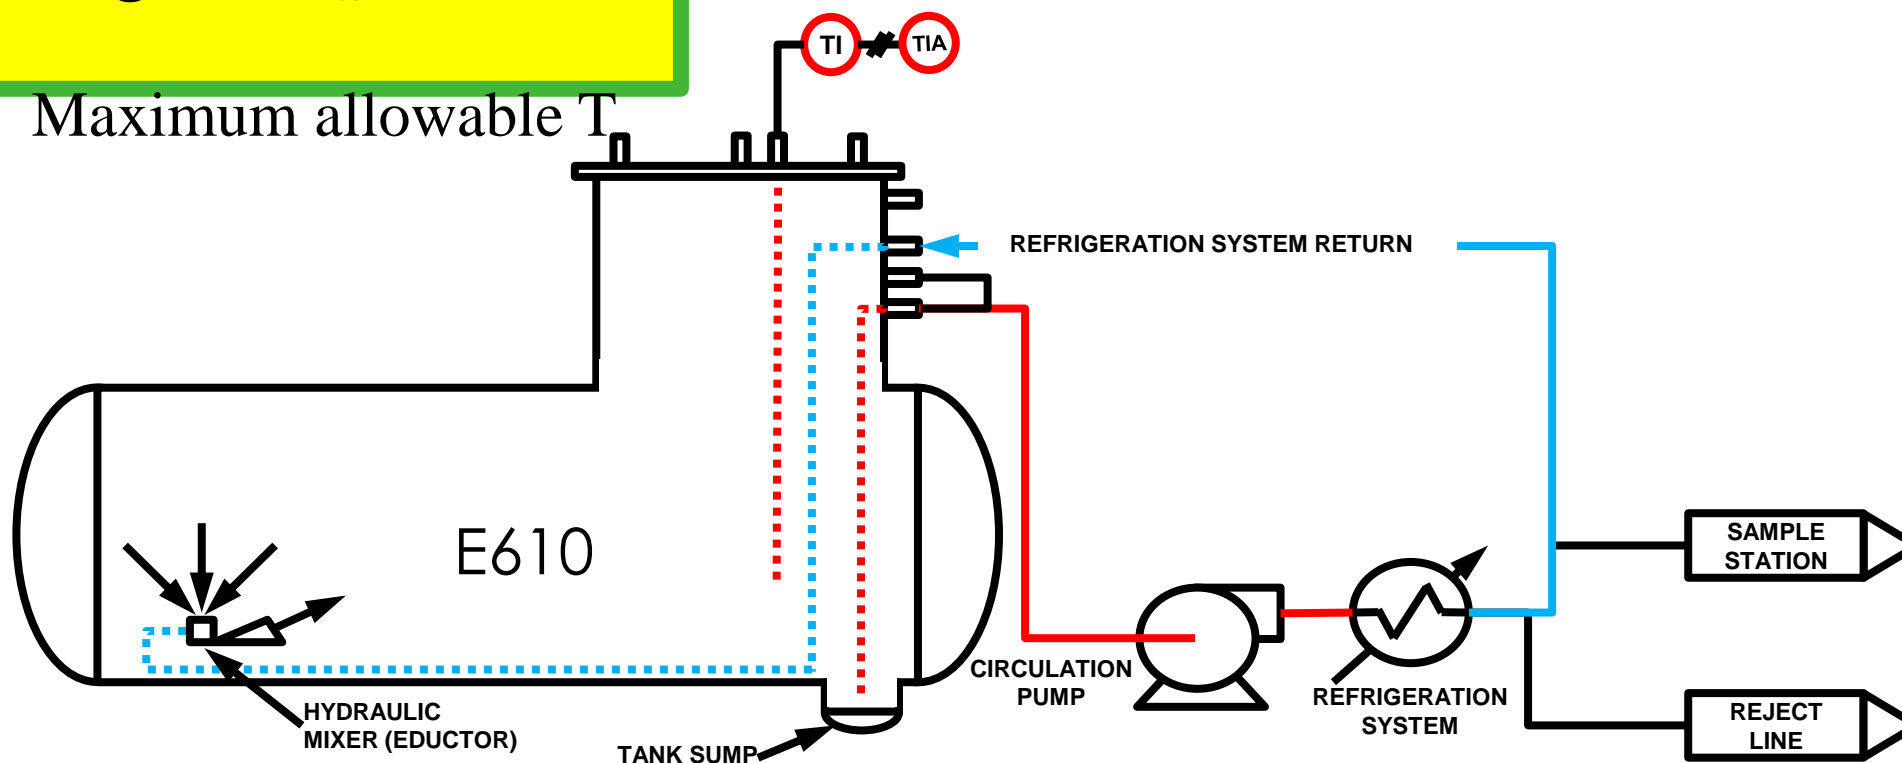 TI
TIA
Maximum allowable T
REFRIGERATION SYSTEM RETURN
E610
SAMPLE
STATION
CIRCULATION
PUMP
REFRIGERATION
SYSTEM
HYDRAULIC
MIXER (EDUCTOR)
REJECT
LINE
TANK SUMP